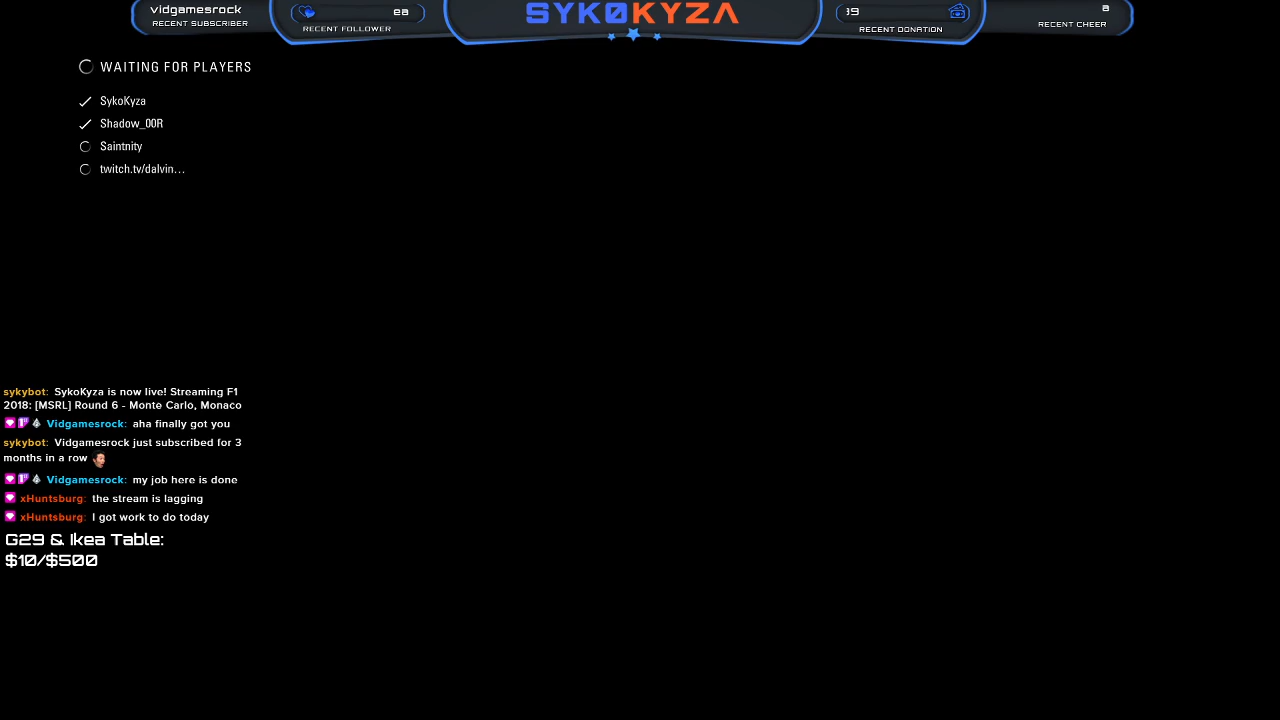 vidgamesrock
RECENT SUBSCRIBER
ea
RECENT FOLLOWER
SYKØKYZA
19
RECENT DONATION
a
RECENT CHEER
WAITING FOR PLAYERS
SykoKyza
Shadow_00R
Saintnity
twitch.tv/dalvin...
sykybot: SykoKyza is now live! Streaming F1
2018: [MSRL] Round 6 - Monte Carlo, Monaco
Vidgamesrock: aha finally got you
sykybot: Vidgamesrock just subscribed for 3
months in a row
Vidgamesrock: my job here is done
xHuntsburg: the stream is lagging
xHuntsburg: I got work to do today
G29 & Ikea Table:
$10/$500